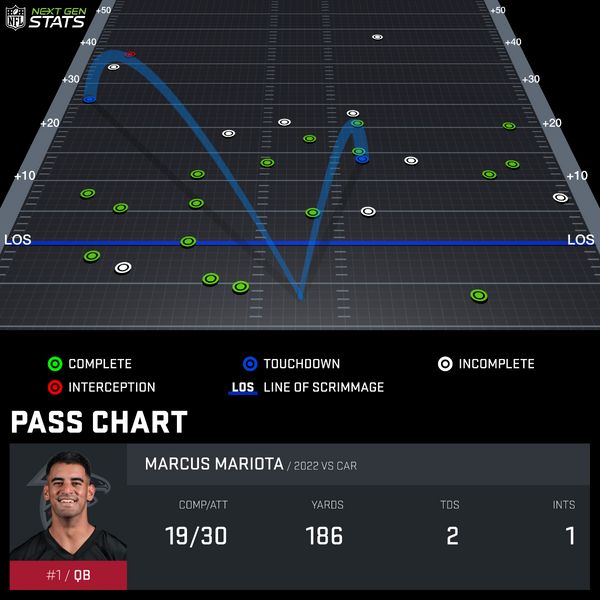 NFL NEXT GEN STATS
+50 +50
+40 +40
+30 +30
+20 +20
+10 +10
LOS LOS
COMPLETE TOUCHDOWN INCOMPLETE
INTERCEPTION LOS LINE OF SCRIMMAGE
PASS CHART
MARCUS MARIOTA / 2022 VS CAR
COMP/ATT YARDS TDS INTS
19/30 186 2 1
#1 / QB